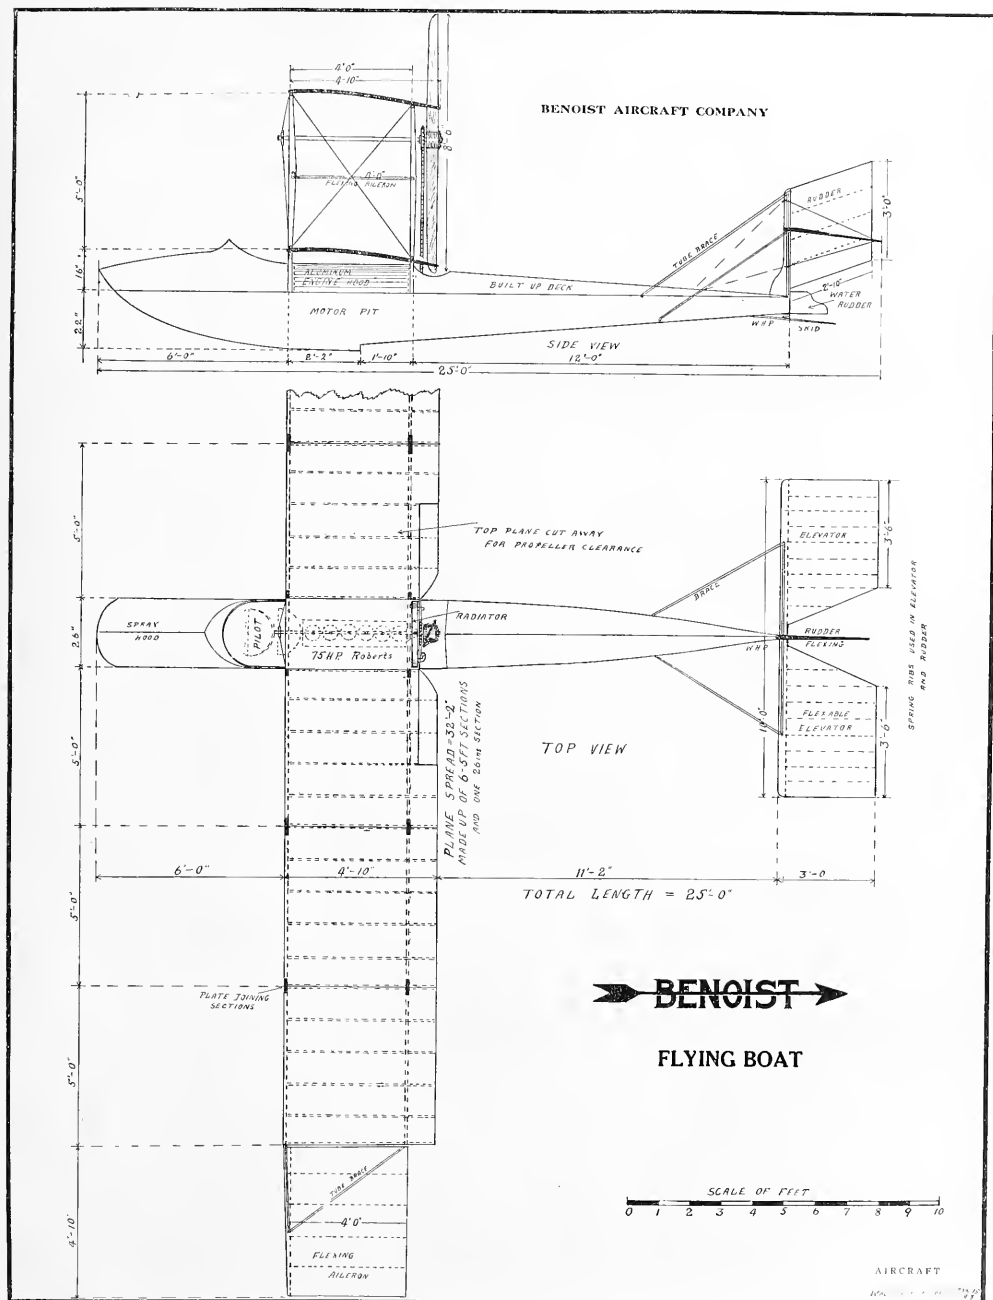 BENOIST AIRCRAFT COMPANY
4'0"
4-10"
8'-0
5'-0"
FLEXING AILERON
16"
22"
ALUMINUM
ENGINE HOOD
MOTOR PIT
BUILT UP DECK
TUBE BRACE
RUDDER
3'-0"
2'-10"
WATER
RUDDER
WHP
SKID
SIDE VIEW
6'-0"
2'-2"
1'-10"
12'-0"
25'-0"
5'-0"
TOP PLANE CUT AWAY
FOR PROPELLER CLEARANCE
ELEVATOR
3'-6"
BRACE
SPRING RIBS USED IN ELEVATOR
AND RUDDER
2'6"
SPRAY
HOOD
PILOT
75HP. Roberts
RADIATOR
RUDDER
FLEXING
WHP
FLEXABLE
ELEVATOR
3'-6"
5'-0"
TOP VIEW
PLANE SPREAD = 32'-2"
MADE UP OF 6-5FT SECTIONS
AND ONE 26ins SECTION
6'-0"
4'-10"
11'-2"
3'-0
TOTAL LENGTH = 25'-0"
5'-0"
PLATE JOINING
SECTIONS
BENOIST
FLYING BOAT
5'-0"
TUBE BRACE
4'0"
4'-10"
FLEXING
AILERON
SCALE OF FEET
0 1 2 3 4 5 6 7 8 9 10
AIRCRAFT